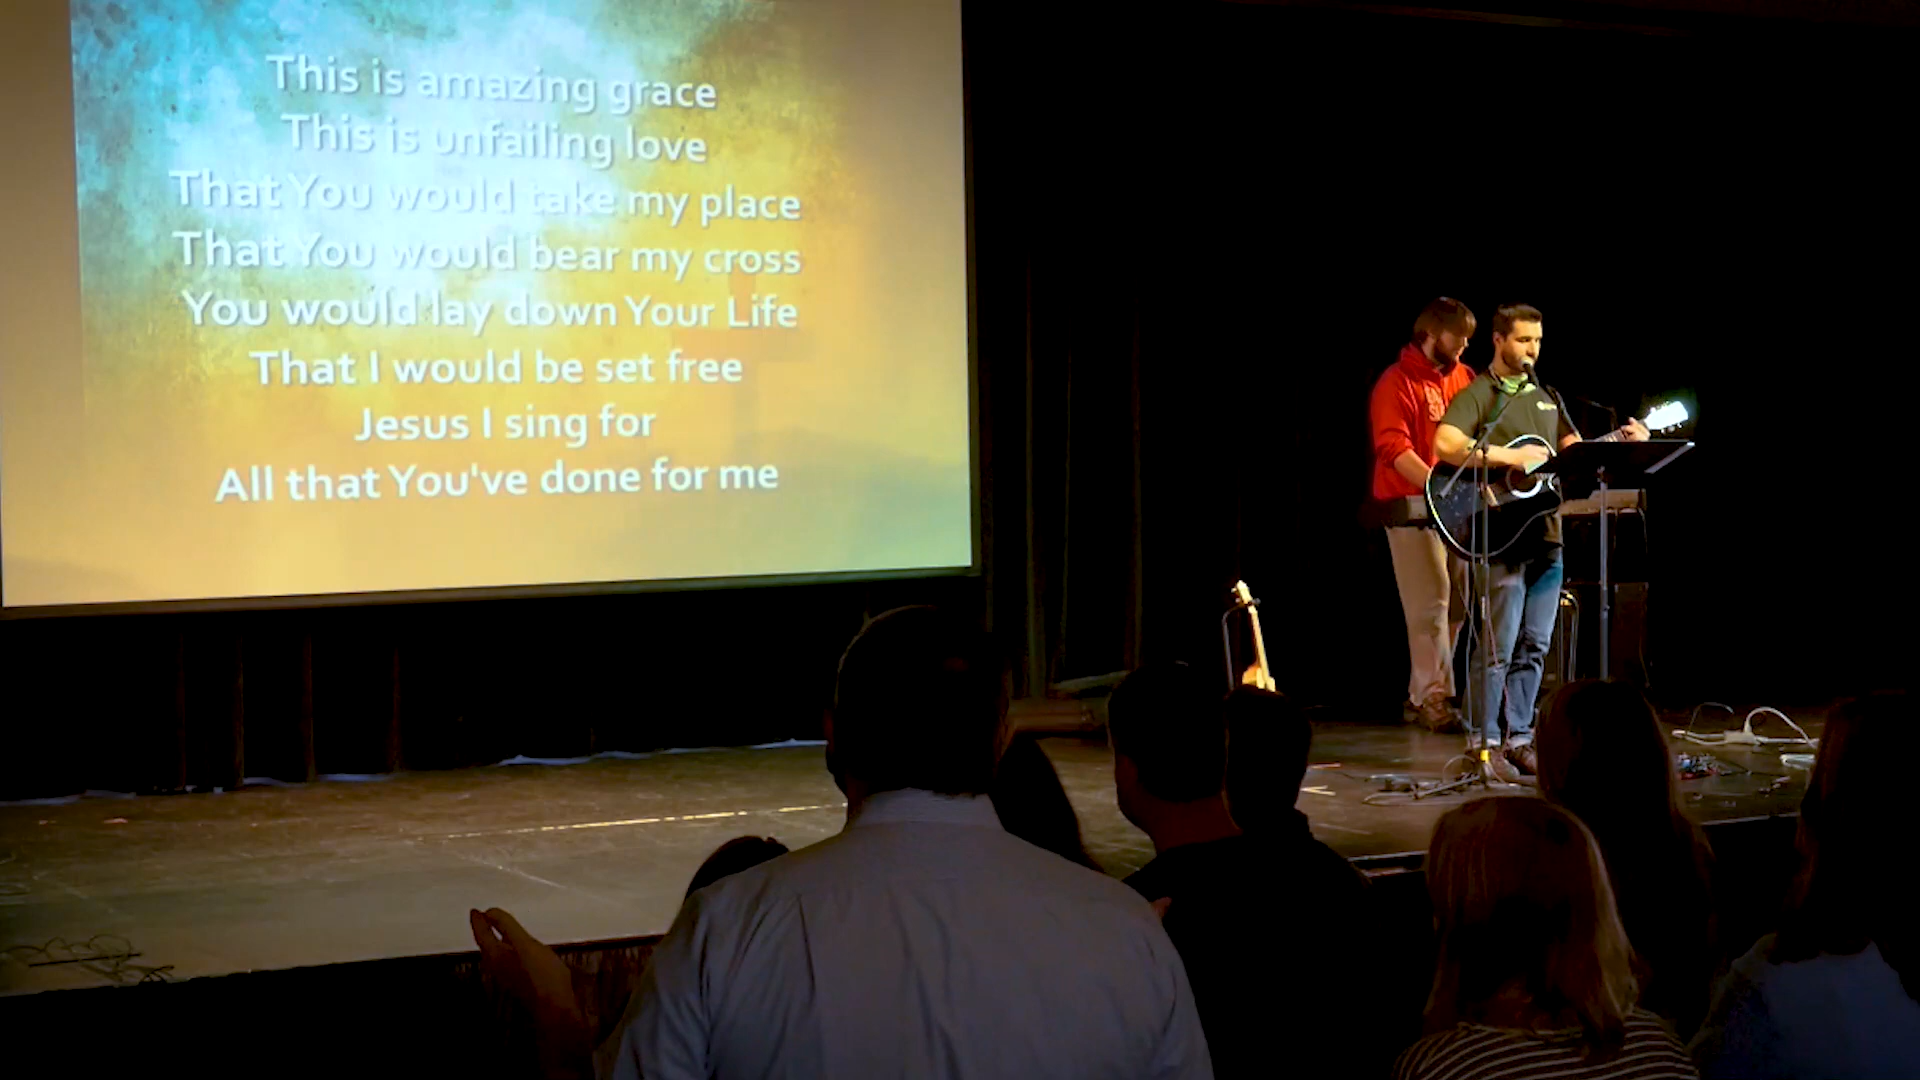 This is amazing grace
This is unfailing love
That You would take my place
That You would bear my cross
You would lay down Your Life
That I would be set free
Jesus I sing for
All that You've done for me